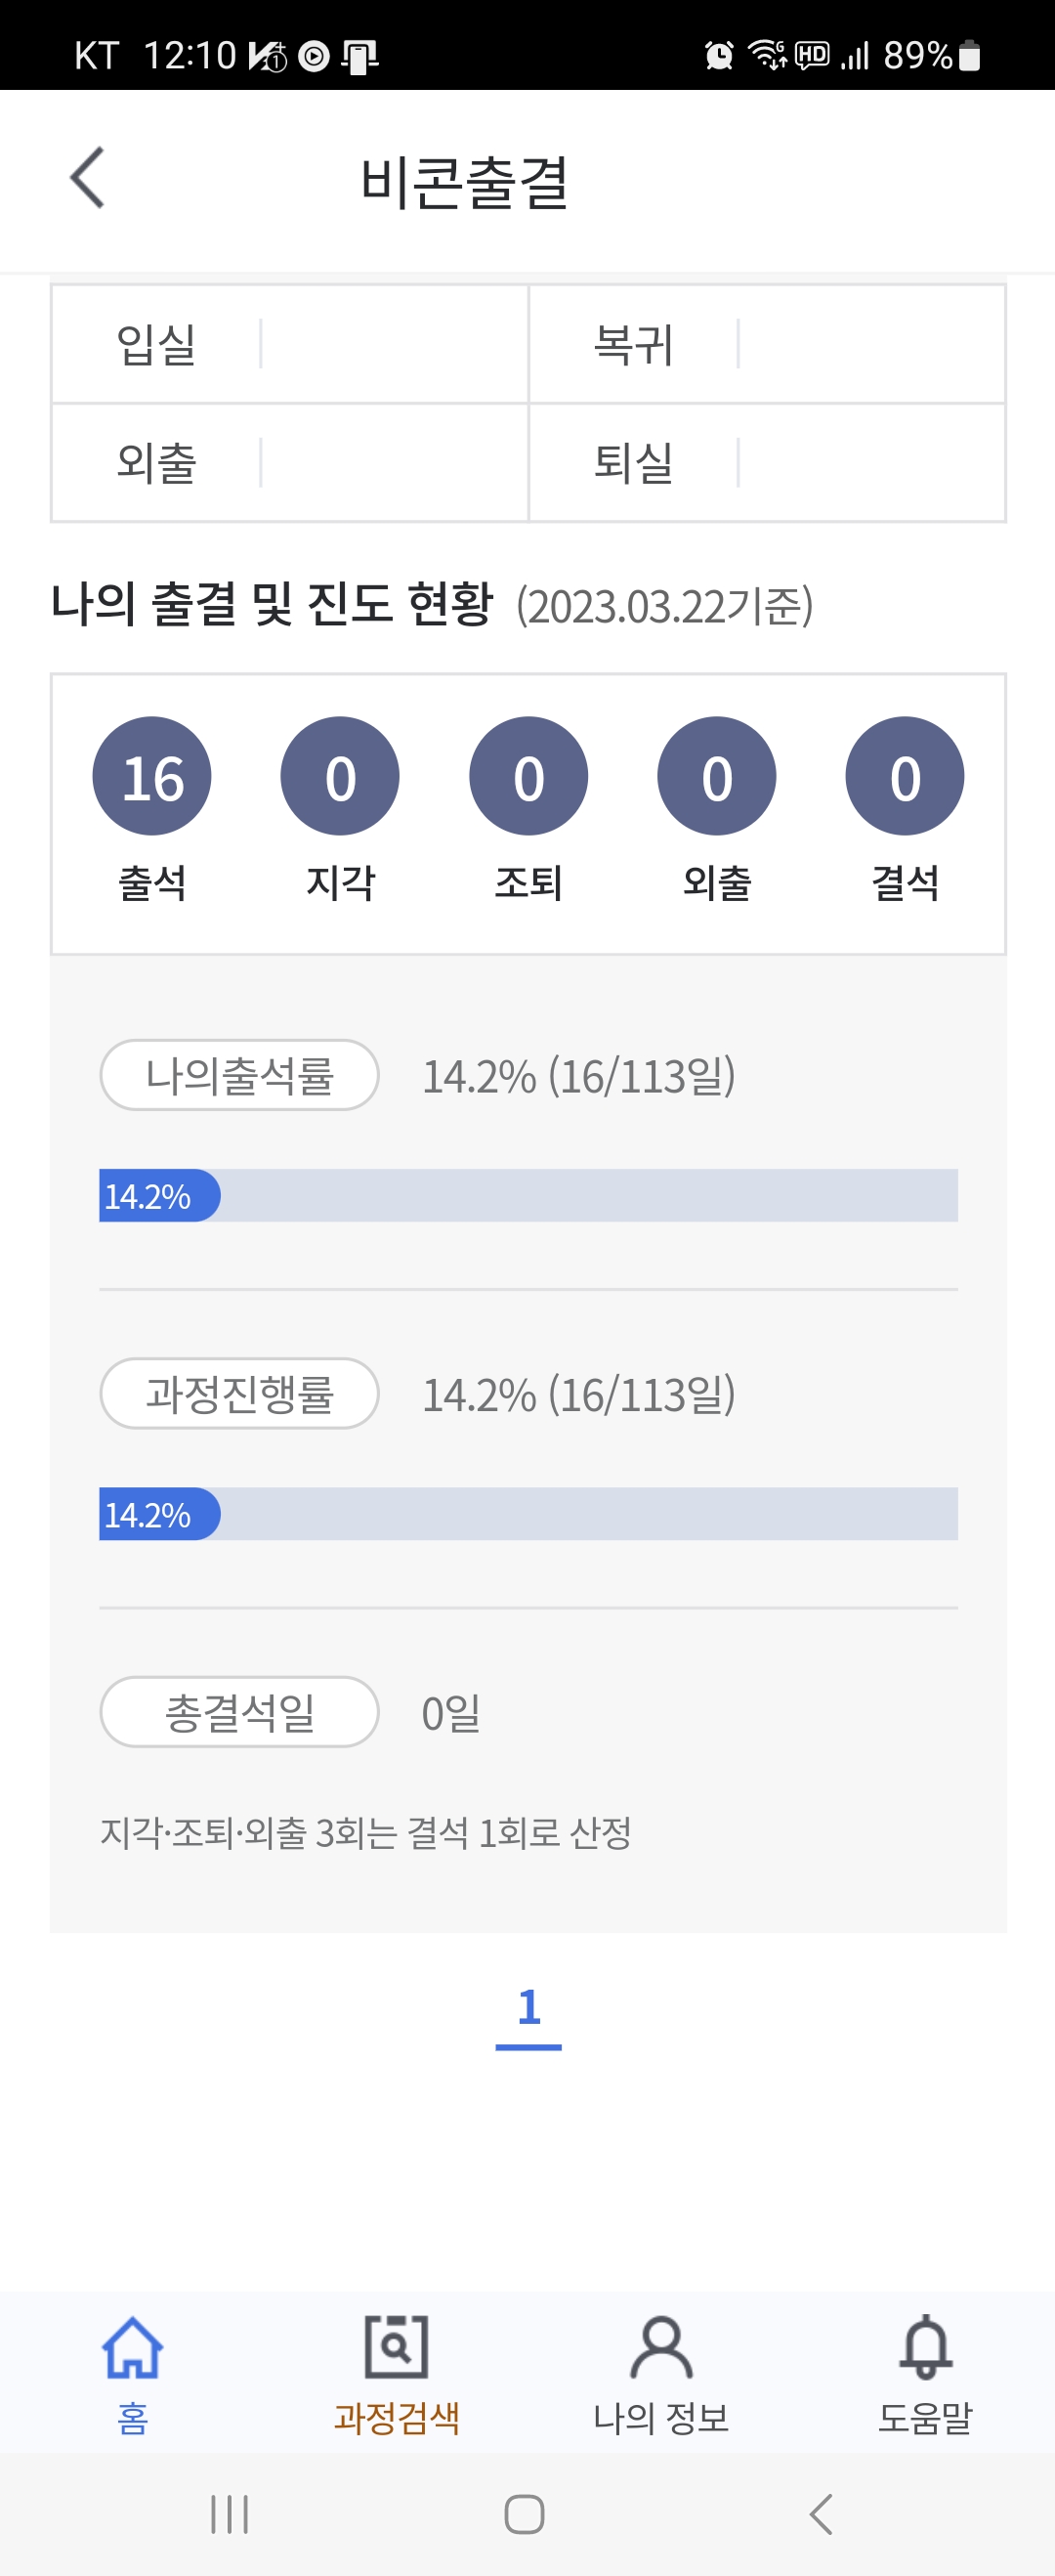 KT 12:10 HD 89%
비콘출결
입실 복귀
외출 퇴실
나의 출결 및 진도 현황 (2023.03.22기준)
16 0 0 0 0
출석 지각 조퇴 외출 결석
나의출석률 14.2% (16/113일)
14.2%
과정진행률 14.2% (16/113일)
14.2%
총결석일 0일
지각·조퇴·외출 3회는 결석 1회로 산정
1
홈 과정검색 나의 정보 도움말